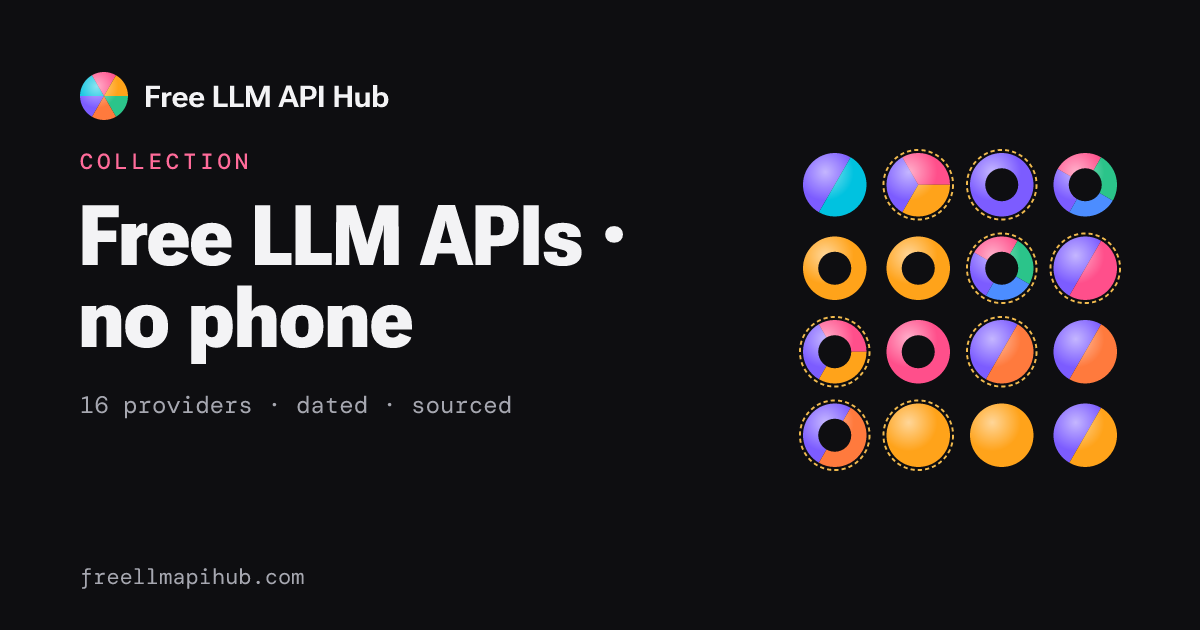 Free LLM API Hub
COLLECTION
Free LLM APIs •
no phone
16 providers · dated · sourced
freellmapihub.com